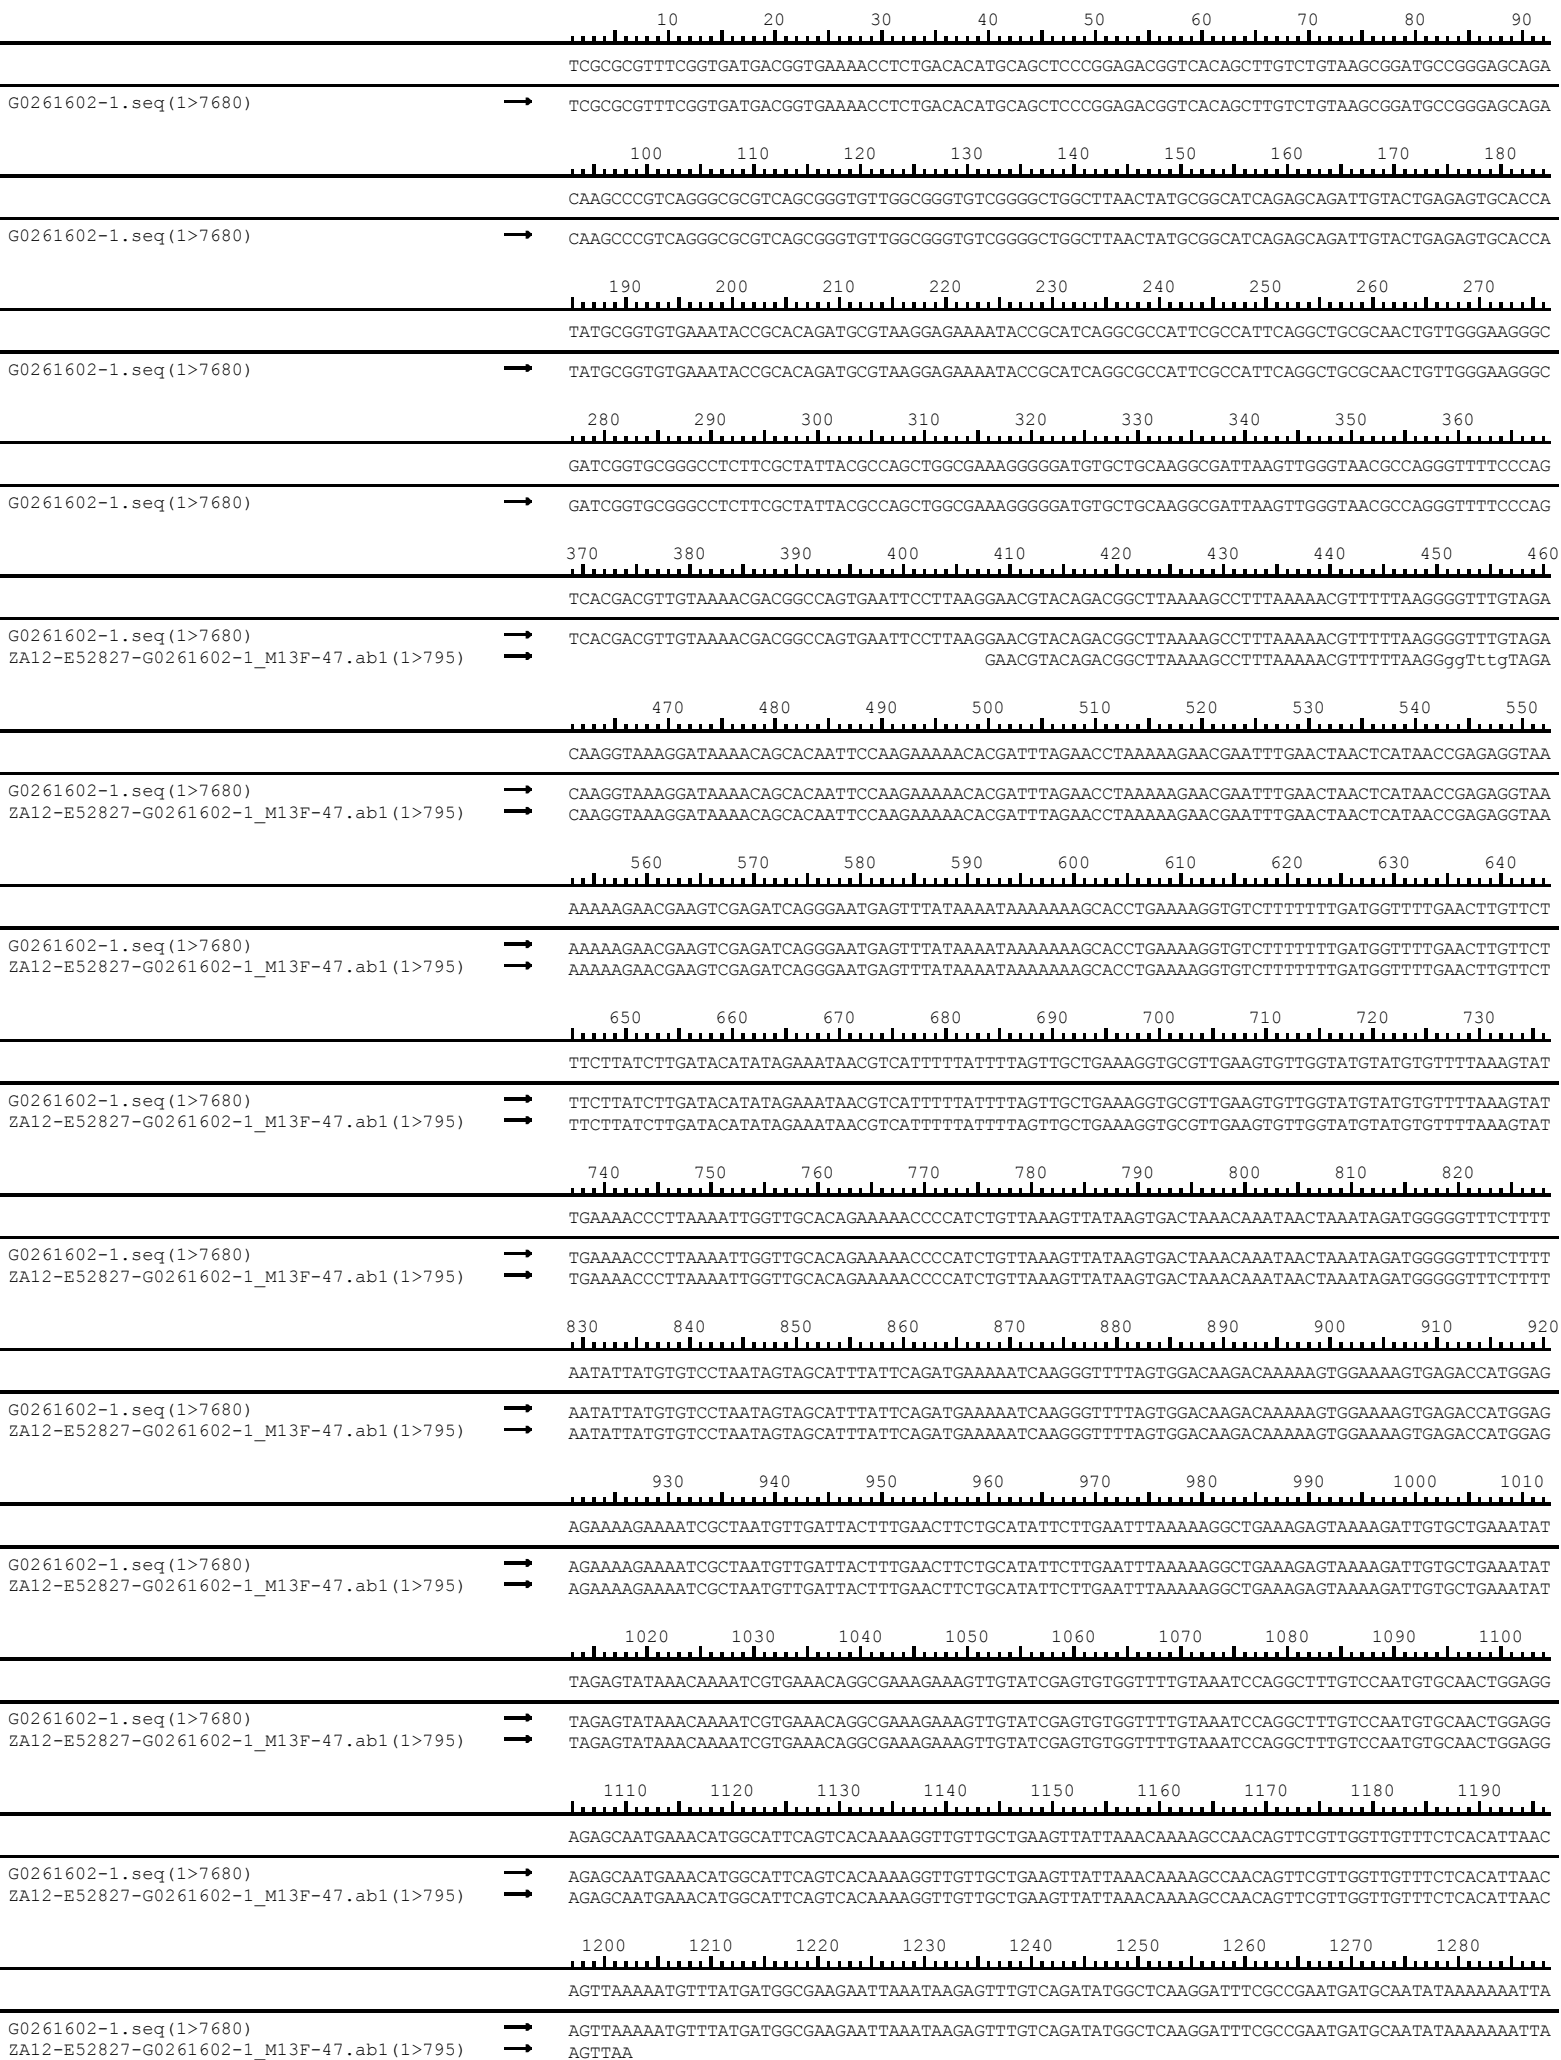 10 20 30 40 50 60 70 80 90
TCGCGCGTTTCGGTGATGACGGTGAAAACCTCTGACACATGCAGCTCCCGGAGACGGTCACAGCTTGTCTGTAAGCGGATGCCGGGAGCAGA
G0261602-1.seq(1>7680) → TCGCGCGTTTCGGTGATGACGGTGAAAACCTCTGACACATGCAGCTCCCGGAGACGGTCACAGCTTGTCTGTAAGCGGATGCCGGGAGCAGA
100 110 120 130 140 150 160 170 180
CAAGCCCGTCAGGGCGCGTCAGCGGGTGTTGGCGGGTGTCGGGGCTGGCTTAACTATGCGGCATCAGAGCAGATTGTACTGAGAGTGCACCA
G0261602-1.seq(1>7680) → CAAGCCCGTCAGGGCGCGTCAGCGGGTGTTGGCGGGTGTCGGGGCTGGCTTAACTATGCGGCATCAGAGCAGATTGTACTGAGAGTGCACCA
190 200 210 220 230 240 250 260 270
TATGCGGTGTGAAATACCGCACAGATGCGTAAGGAGAAAATACCGCATCAGGCGCCATTCGCCATTCAGGCTGCGCAACTGTTGGGAAGGGC
G0261602-1.seq(1>7680) → TATGCGGTGTGAAATACCGCACAGATGCGTAAGGAGAAAATACCGCATCAGGCGCCATTCGCCATTCAGGCTGCGCAACTGTTGGGAAGGGC
280 290 300 310 320 330 340 350 360
GATCGGTGCGGGCCTCTTCGCTATTACGCCAGCTGGCGAAAGGGGGATGTGCTGCAAGGCGATTAAGTTGGGTAACGCCAGGGTTTTCCCAG
G0261602-1.seq(1>7680) → GATCGGTGCGGGCCTCTTCGCTATTACGCCAGCTGGCGAAAGGGGGATGTGCTGCAAGGCGATTAAGTTGGGTAACGCCAGGGTTTTCCCAG
370 380 390 400 410 420 430 440 450 460
TCACGACGTTGTAAAACGACGGCCAGTGAATTCCTTAAGGAACGTACAGACGGCTTAAAAGCCTTTAAAAACGTTTTTAAGGGGTTTGTAGA
G0261602-1.seq(1>7680) → TCACGACGTTGTAAAACGACGGCCAGTGAATTCCTTAAGGAACGTACAGACGGCTTAAAAGCCTTTAAAAACGTTTTTAAGGGGTTTGTAGA
ZA12-E52827-G0261602-1_M13F-47.ab1(1>795) → GAACGTACAGACGGCTTAAAAGCCTTTAAAAACGTTTTTAAGGggTttgTAGA
470 480 490 500 510 520 530 540 550
CAAGGTAAAGGATAAAACAGCACAATTCCAAGAAAAACACGATTTAGAACCTAAAAAGAACGAATTTGAACTAACTCATAACCGAGAGGTAA
G0261602-1.seq(1>7680) → CAAGGTAAAGGATAAAACAGCACAATTCCAAGAAAAACACGATTTAGAACCTAAAAAGAACGAATTTGAACTAACTCATAACCGAGAGGTAA
ZA12-E52827-G0261602-1_M13F-47.ab1(1>795) → CAAGGTAAAGGATAAAACAGCACAATTCCAAGAAAAACACGATTTAGAACCTAAAAAGAACGAATTTGAACTAACTCATAACCGAGAGGTAA
560 570 580 590 600 610 620 630 640
AAAAAGAACGAAGTCGAGATCAGGGAATGAGTTTATAAAATAAAAAAAGCACCTGAAAAGGTGTCTTTTTTTGATGGTTTTGAACTTGTTCT
G0261602-1.seq(1>7680) → AAAAAGAACGAAGTCGAGATCAGGGAATGAGTTTATAAAATAAAAAAAGCACCTGAAAAGGTGTCTTTTTTTGATGGTTTTGAACTTGTTCT
ZA12-E52827-G0261602-1_M13F-47.ab1(1>795) → AAAAAGAACGAAGTCGAGATCAGGGAATGAGTTTATAAAATAAAAAAAGCACCTGAAAAGGTGTCTTTTTTTGATGGTTTTGAACTTGTTCT
650 660 670 680 690 700 710 720 730
TTCTTATCTTGATACATATAGAAATAACGTCATTTTTATTTTAGTTGCTGAAAGGTGCGTTGAAGTGTTGGTATGTATGTGTTTTAAAGTAT
G0261602-1.seq(1>7680) → TTCTTATCTTGATACATATAGAAATAACGTCATTTTTATTTTAGTTGCTGAAAGGTGCGTTGAAGTGTTGGTATGTATGTGTTTTAAAGTAT
ZA12-E52827-G0261602-1_M13F-47.ab1(1>795) → TTCTTATCTTGATACATATAGAAATAACGTCATTTTTATTTTAGTTGCTGAAAGGTGCGTTGAAGTGTTGGTATGTATGTGTTTTAAAGTAT
740 750 760 770 780 790 800 810 820
TGAAAACCCTTAAAATTGGTTGCACAGAAAAACCCCATCTGTTAAAGTTATAAGTGACTAAACAAATAACTAAATAGATGGGGGTTTCTTTT
G0261602-1.seq(1>7680) → TGAAAACCCTTAAAATTGGTTGCACAGAAAAACCCCATCTGTTAAAGTTATAAGTGACTAAACAAATAACTAAATAGATGGGGGTTTCTTTT
ZA12-E52827-G0261602-1_M13F-47.ab1(1>795) → TGAAAACCCTTAAAATTGGTTGCACAGAAAAACCCCATCTGTTAAAGTTATAAGTGACTAAACAAATAACTAAATAGATGGGGGTTTCTTTT
830 840 850 860 870 880 890 900 910 920
AATATTATGTGTCCTAATAGTAGCATTTATTCAGATGAAAAATCAAGGGTTTTAGTGGACAAGACAAAAAGTGGAAAAGTGAGACCATGGAG
G0261602-1.seq(1>7680) → AATATTATGTGTCCTAATAGTAGCATTTATTCAGATGAAAAATCAAGGGTTTTAGTGGACAAGACAAAAAGTGGAAAAGTGAGACCATGGAG
ZA12-E52827-G0261602-1_M13F-47.ab1(1>795) → AATATTATGTGTCCTAATAGTAGCATTTATTCAGATGAAAAATCAAGGGTTTTAGTGGACAAGACAAAAAGTGGAAAAGTGAGACCATGGAG
930 940 950 960 970 980 990 1000 1010
AGAAAAGAAAATCGCTAATGTTGATTACTTTGAACTTCTGCATATTCTTGAATTTAAAAAGGCTGAAAGAGTAAAAGATTGTGCTGAAATAT
G0261602-1.seq(1>7680) → AGAAAAGAAAATCGCTAATGTTGATTACTTTGAACTTCTGCATATTCTTGAATTTAAAAAGGCTGAAAGAGTAAAAGATTGTGCTGAAATAT
ZA12-E52827-G0261602-1_M13F-47.ab1(1>795) → AGAAAAGAAAATCGCTAATGTTGATTACTTTGAACTTCTGCATATTCTTGAATTTAAAAAGGCTGAAAGAGTAAAAGATTGTGCTGAAATAT
1020 1030 1040 1050 1060 1070 1080 1090 1100
TAGAGTATAAACAAAATCGTGAAACAGGCGAAAGAAAGTTGTATCGAGTGTGGTTTTGTAAATCCAGGCTTTGTCCAATGTGCAACTGGAGG
G0261602-1.seq(1>7680) → TAGAGTATAAACAAAATCGTGAAACAGGCGAAAGAAAGTTGTATCGAGTGTGGTTTTGTAAATCCAGGCTTTGTCCAATGTGCAACTGGAGG
ZA12-E52827-G0261602-1_M13F-47.ab1(1>795) → TAGAGTATAAACAAAATCGTGAAACAGGCGAAAGAAAGTTGTATCGAGTGTGGTTTTGTAAATCCAGGCTTTGTCCAATGTGCAACTGGAGG
1110 1120 1130 1140 1150 1160 1170 1180 1190
AGAGCAATGAAACATGGCATTCAGTCACAAAAGGTTGTTGCTGAAGTTATTAAACAAAAGCCAACAGTTCGTTGGTTGTTTCTCACATTAAC
G0261602-1.seq(1>7680) → AGAGCAATGAAACATGGCATTCAGTCACAAAAGGTTGTTGCTGAAGTTATTAAACAAAAGCCAACAGTTCGTTGGTTGTTTCTCACATTAAC
ZA12-E52827-G0261602-1_M13F-47.ab1(1>795) → AGAGCAATGAAACATGGCATTCAGTCACAAAAGGTTGTTGCTGAAGTTATTAAACAAAAGCCAACAGTTCGTTGGTTGTTTCTCACATTAAC
1200 1210 1220 1230 1240 1250 1260 1270 1280
AGTTAAAAATGTTTATGATGGCGAAGAATTAAATAAGAGTTTGTCAGATATGGCTCAAGGATTTCGCCGAATGATGCAATATAAAAAAATTA
G0261602-1.seq(1>7680) → AGTTAAAAATGTTTATGATGGCGAAGAATTAAATAAGAGTTTGTCAGATATGGCTCAAGGATTTCGCCGAATGATGCAATATAAAAAAATTA
ZA12-E52827-G0261602-1_M13F-47.ab1(1>795) → AGTTAA